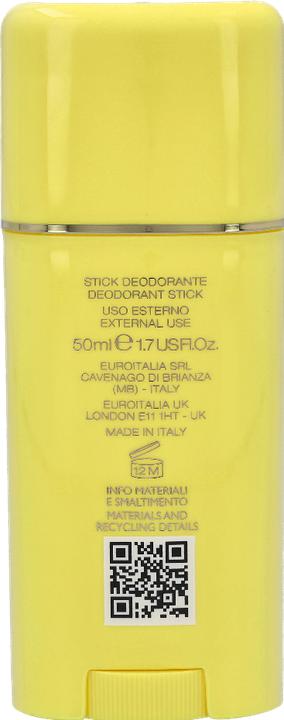 STICK DEODORANTE
DEODORANT STICK
USO ESTERNO
EXTERNAL USE
50ml ℮ 1.7 US Fl.Oz.
EUROITALIA SRL
CAVENAGO DI BRIANZA
(MB) - ITALY
EUROITALIA UK
LONDON E11 1HT - UK
MADE IN ITALY
12 M
INFO MATERIALI
E SMALTIMENTO
MATERIALS AND
RECYCLING DETAILS